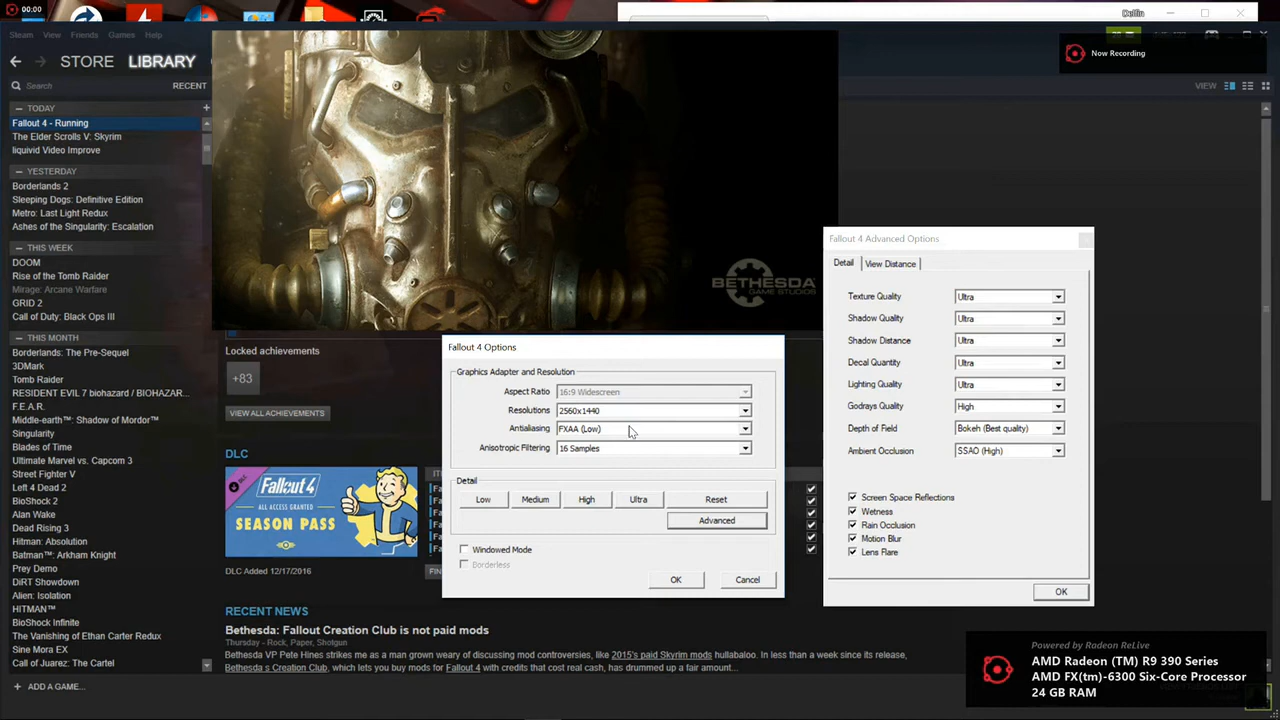 00:00
Delfin
Steam View Friends Games Help
STORE LIBRARY
Now Recording
Search RECENT
VIEW
TODAY
Fallout 4 - Running
The Elder Scrolls V: Skyrim
liquivid Video Improve
YESTERDAY
Borderlands 2
Sleeping Dogs: Definitive Edition
Metro: Last Light Redux
Ashes of the Singularity: Escalation
THIS WEEK
DOOM
Rise of the Tomb Raider
Mirage: Arcane Warfare
GRID 2
Call of Duty: Black Ops III
THIS MONTH
Borderlands: The Pre-Sequel
3DMark
Tomb Raider
RESIDENT EVIL 7 biohazard / BIOHAZAR...
F.E.A.R.
Middle-earth™: Shadow of Mordor™
Singularity
Blades of Time
Ultimate Marvel vs. Capcom 3
Street Fighter V
Left 4 Dead 2
BioShock 2
Alan Wake
Dead Rising 3
Hitman: Absolution
Batman™: Arkham Knight
Prey Demo
DiRT Showdown
Alien: Isolation
HITMAN™
BioShock Infinite
The Vanishing of Ethan Carter Redux
Sine Mora EX
Call of Juarez: The Cartel
ADD A GAME...
BETHESDA
GAME STUDIOS
Locked achievements
+83
VIEW ALL ACHIEVEMENTS
DLC
DLC
Fallout 4
ALL ACCESS GRANTED
SEASON PASS
DLC Added 12/17/2016
RECENT NEWS
Bethesda: Fallout Creation Club is not paid mods
Thursday - Rock, Paper, Shotgun
Bethesda VP Pete Hines strikes me as a man grown weary of discussing mod controversies, like 2015's paid Skyrim mods hullabaloo. In less than a week since its release,
Bethesda s Creation Club, which lets you buy mods for Fallout 4 with credits that cost real cash, has drummed up a fair amount...
Fallout 4 Options
Graphics Adapter and Resolution
Aspect Ratio 16:9 Widescreen
Resolutions 2560x1440
Antialiasing FXAA (Low)
Anisotropic Filtering 16 Samples
Detail
Low Medium High Ultra Reset
Advanced
Windowed Mode
Borderless
OK Cancel
Fallout 4 Advanced Options
Detail View Distance
Texture Quality Ultra
Shadow Quality Ultra
Shadow Distance Ultra
Decal Quantity Ultra
Lighting Quality Ultra
Godrays Quality High
Depth of Field Bokeh (Best quality)
Ambient Occlusion SSAO (High)
Screen Space Reflections
Wetness
Rain Occlusion
Motion Blur
Lens Flare
OK
Powered by Radeon ReLive
AMD Radeon (TM) R9 390 Series
AMD FX(tm)-6300 Six-Core Processor
24 GB RAM